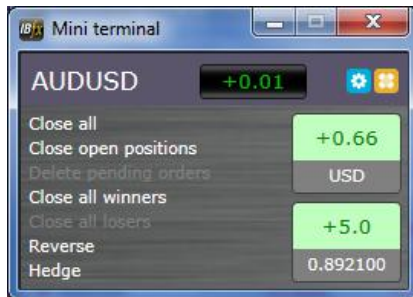 IBfx Mini terminal
AUDUSD +0.01
Close all
Close open positions
Delete pending orders
Close all winners
Close all losers
Reverse
Hedge
+0.66
USD
+5.0
0.892100